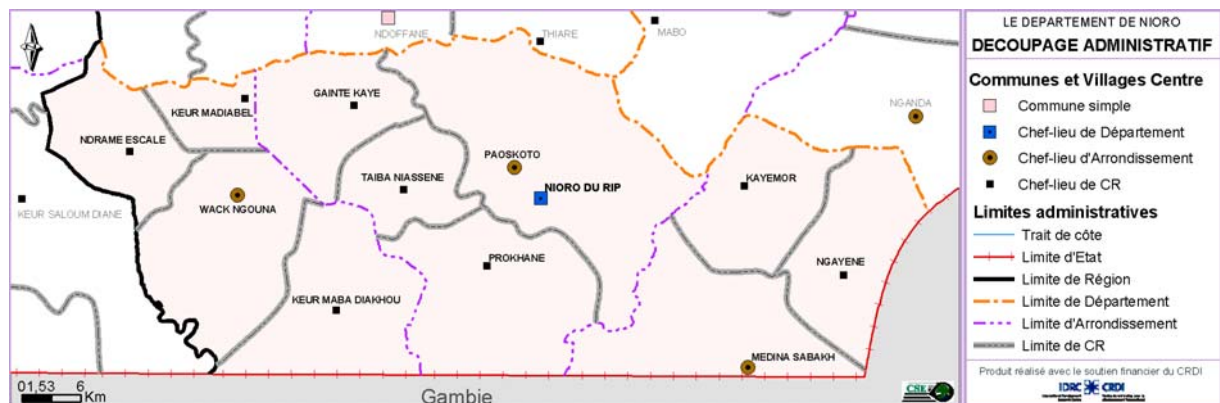 NDOFFANE
THIARE
MABO
KEUR MADIABEL
GAINTE KAYE
NGANDA
NDRAME ESCALE
PAOSKOTO
TAIBA NIASSENE
NIORO DU RIP
KAYEMOR
KEUR SALOUM DIANE
WACK NGOUNA
PROKHANE
NGAYENE
KEUR MABA DIAKHOU
MEDINA SABAKH
01,53 6
Km
Gambie
CSE
LE DEPARTEMENT DE NIORO
DECOUPAGE ADMINISTRATIF
Communes et Villages Centre
Commune simple
Chef-lieu de Département
Chef-lieu d'Arrondissement
Chef-lieu de CR
Limites administratives
Trait de côte
Limite d'Etat
Limite de Région
Limite de Département
Limite d'Arrondissement
Limite de CR
Produit réalisé avec le soutien financier du CRDI
IDRC CRDI